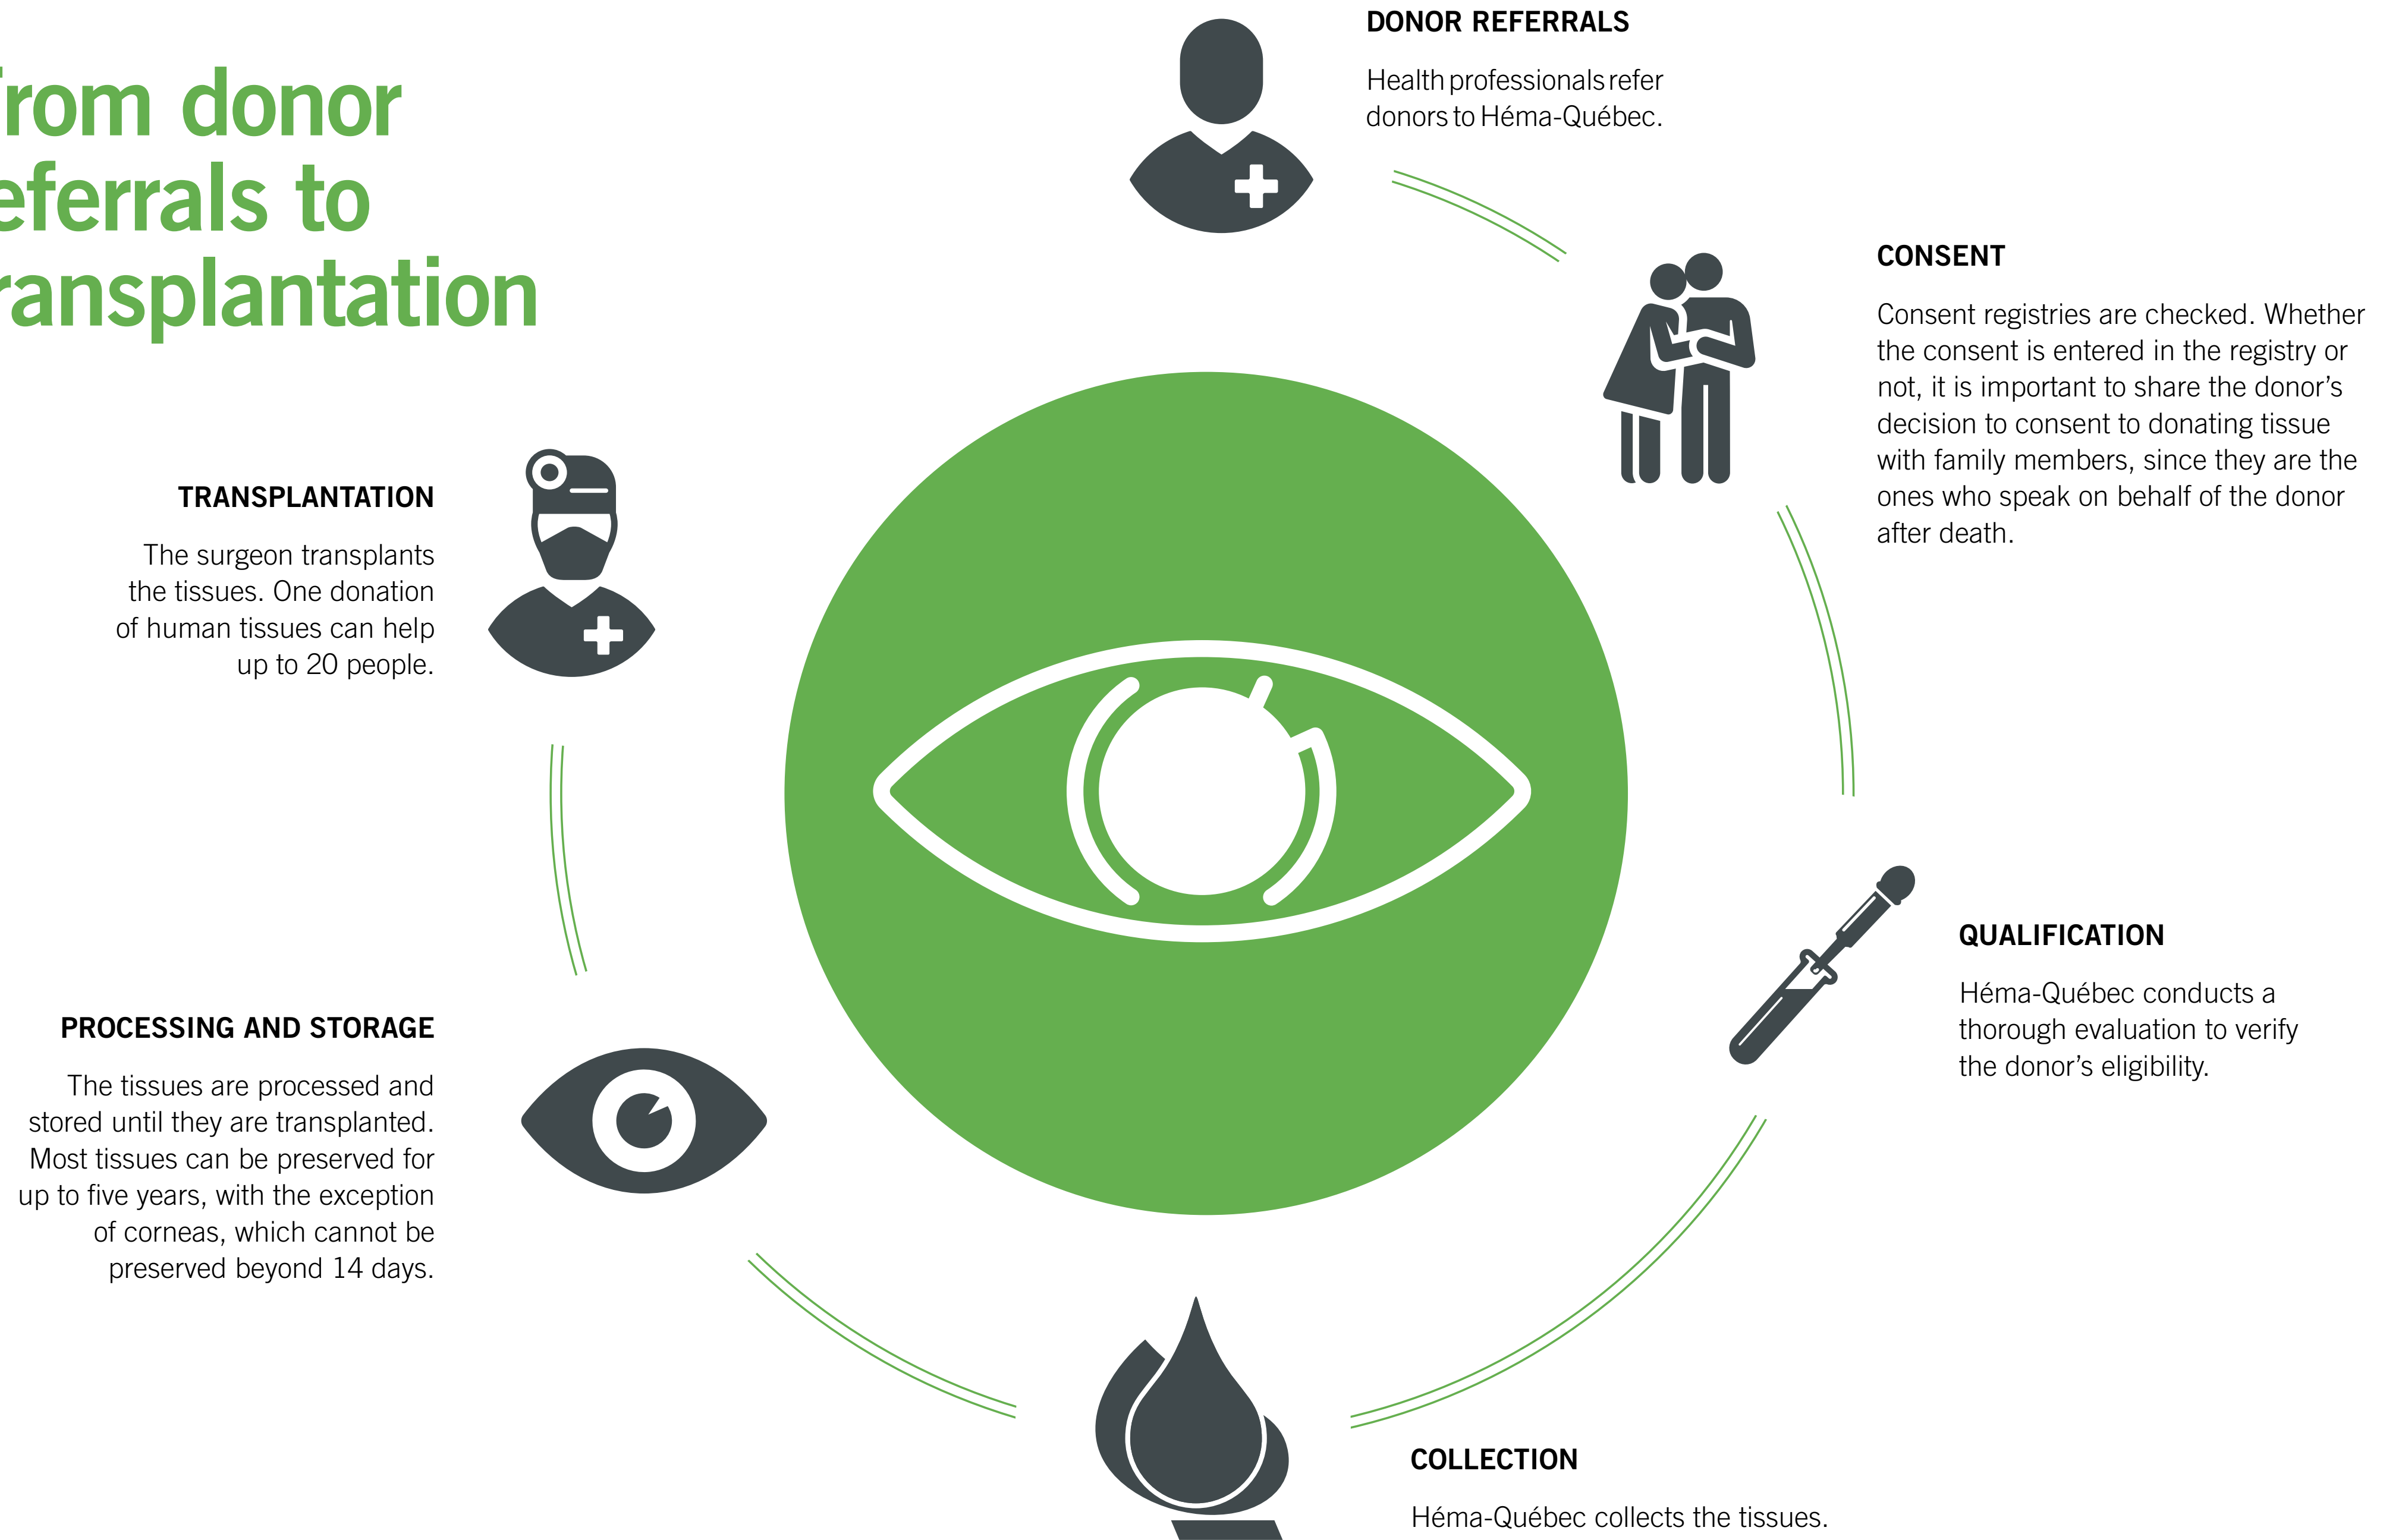 from donor
referrals to
transplantation
DONOR REFERRALS
Health professionals refer
donors to Héma-Québec.
CONSENT
Consent registries are checked. Whether
the consent is entered in the registry or
not, it is important to share the donor’s
decision to consent to donating tissue
with family members, since they are the
ones who speak on behalf of the donor
after death.
QUALIFICATION
Héma-Québec conducts a
thorough evaluation to verify
the donor’s eligibility.
COLLECTION
Héma-Québec collects the tissues.
PROCESSING AND STORAGE
The tissues are processed and
stored until they are transplanted.
Most tissues can be preserved for
up to five years, with the exception
of corneas, which cannot be
preserved beyond 14 days.
TRANSPLANTATION
The surgeon transplants
the tissues. One donation
of human tissues can help
up to 20 people.